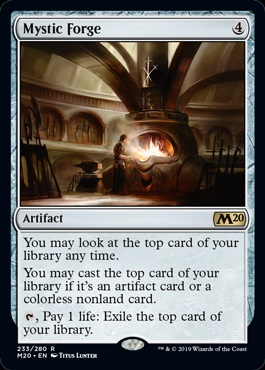 Mystic Forge 4
Artifact M20
You may look at the top card of your
library any time.
You may cast the top card of your
library if it's an artifact card or a
colorless nonland card.
, Pay 1 life: Exile the top card of
your library.
233/280 R
M20 • EN Titus Lunter ™ & © 2019 Wizards of the Coast